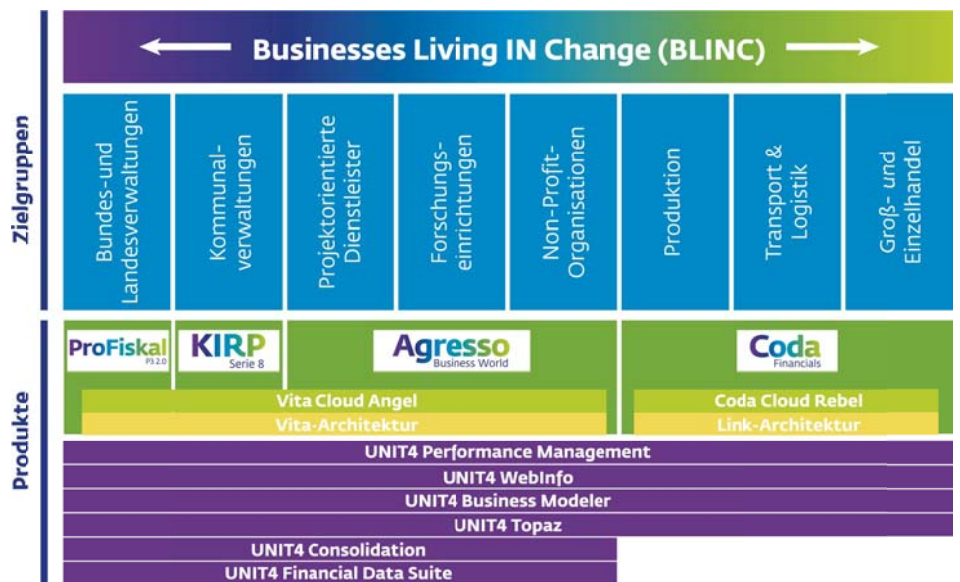 Businesses Living IN Change (BLINC)
Zielgruppen
Bundes-und
Landesverwaltungen
Kommunal-
verwaltungen
Projektorientierte
Dienstleister
Forschungs-
einrichtungen
Non-Profit-
Organisationen
Produktion
Transport &
Logistik
Groß- und
Einzelhandel
Produkte
ProFiskal
P3 2.0
KIRP
Serie 8
Agresso
Business World
Coda
Financials
Vita Cloud Angel
Coda Cloud Rebel
Vita-Architektur
Link-Architektur
UNIT4 Performance Management
UNIT4 WebInfo
UNIT4 Business Modeler
UNIT4 Topaz
UNIT4 Consolidation
UNIT4 Financial Data Suite